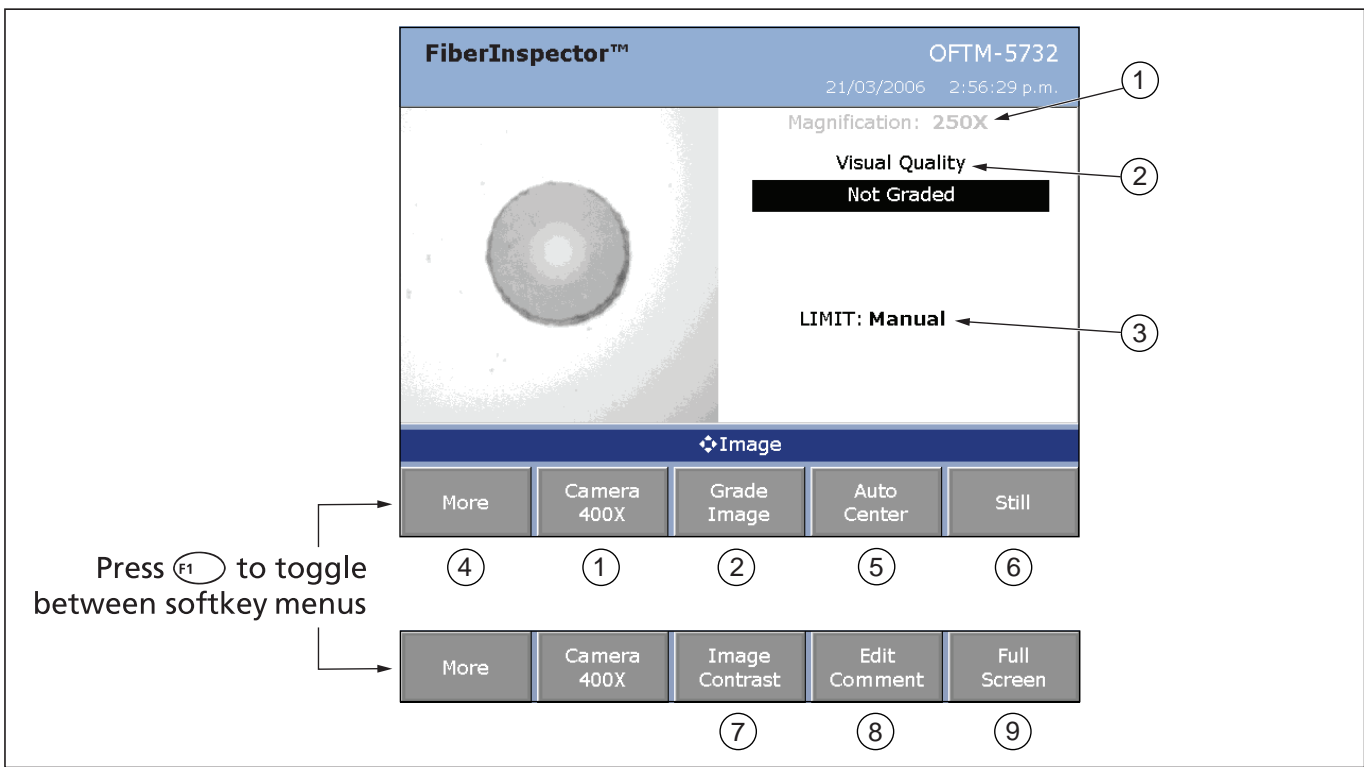 FiberInspector™
OFTM-5732
21/03/2006 2:56:29 p.m.
1
Magnification: 250X
Visual Quality
2
Not Graded
LIMIT: Manual
3
Image
More
Camera
400X
Grade
Image
Auto
Center
Still
4
1
2
5
6
Press F1 to toggle
between softkey menus
More
Camera
400X
Image
Contrast
Edit
Comment
Full
Screen
7
8
9